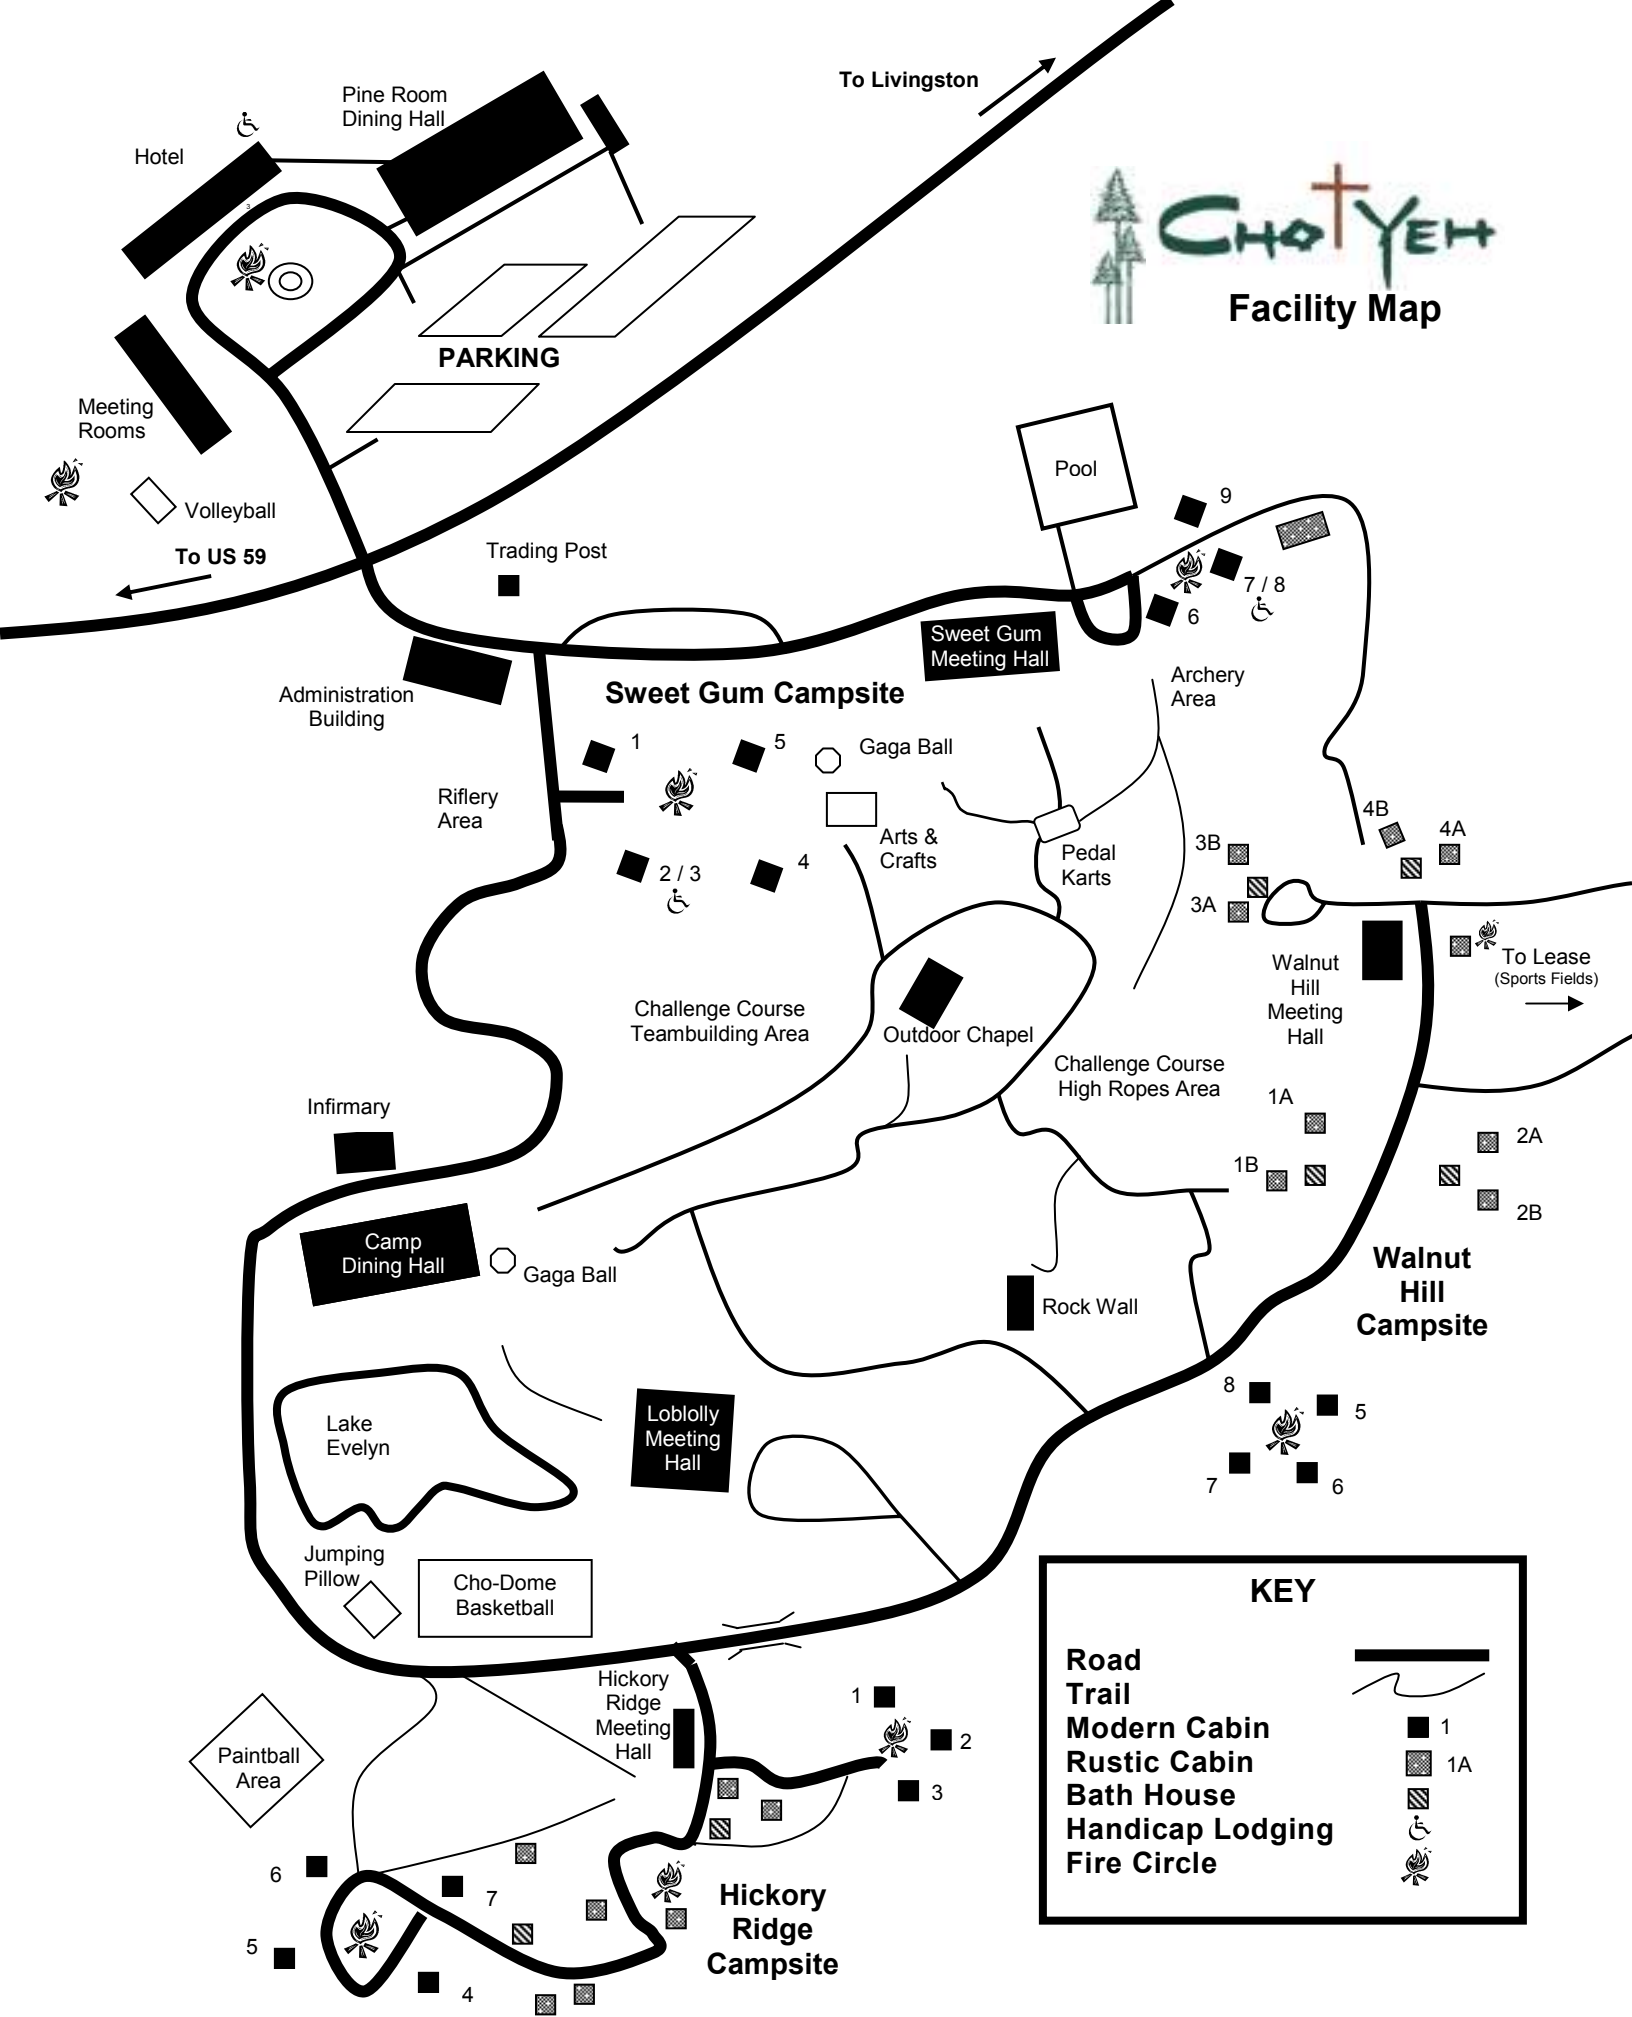 To Livingston
Pine Room
Dining Hall
Hotel
3
CHO YEH
Facility Map
PARKING
Meeting
Rooms
Volleyball
To US 59
Trading Post
Pool
9
7 / 8
6
Sweet Gum
Meeting Hall
Archery
Area
Administration
Building
Sweet Gum Campsite
1
5
Gaga Ball
Riflery
Area
Arts &
Crafts
2 / 3
4
Pedal
Karts
4B
4A
3B
3A
Walnut
Hill
Meeting
Hall
To Lease
(Sports Fields)
Challenge Course
Teambuilding Area
Outdoor Chapel
Challenge Course
High Ropes Area
Infirmary
1A
1B
2A
2B
Camp
Dining Hall
Gaga Ball
Rock Wall
Walnut
Hill
Campsite
8
5
7
6
Lake
Evelyn
Loblolly
Meeting
Hall
Jumping
Pillow
Cho-Dome
Basketball
Hickory
Ridge
Meeting
Hall
1
2
3
Paintball
Area
6
7
5
4
Hickory
Ridge
Campsite
KEY
Road
Trail
Modern Cabin
1
Rustic Cabin
1A
Bath House
Handicap Lodging
Fire Circle